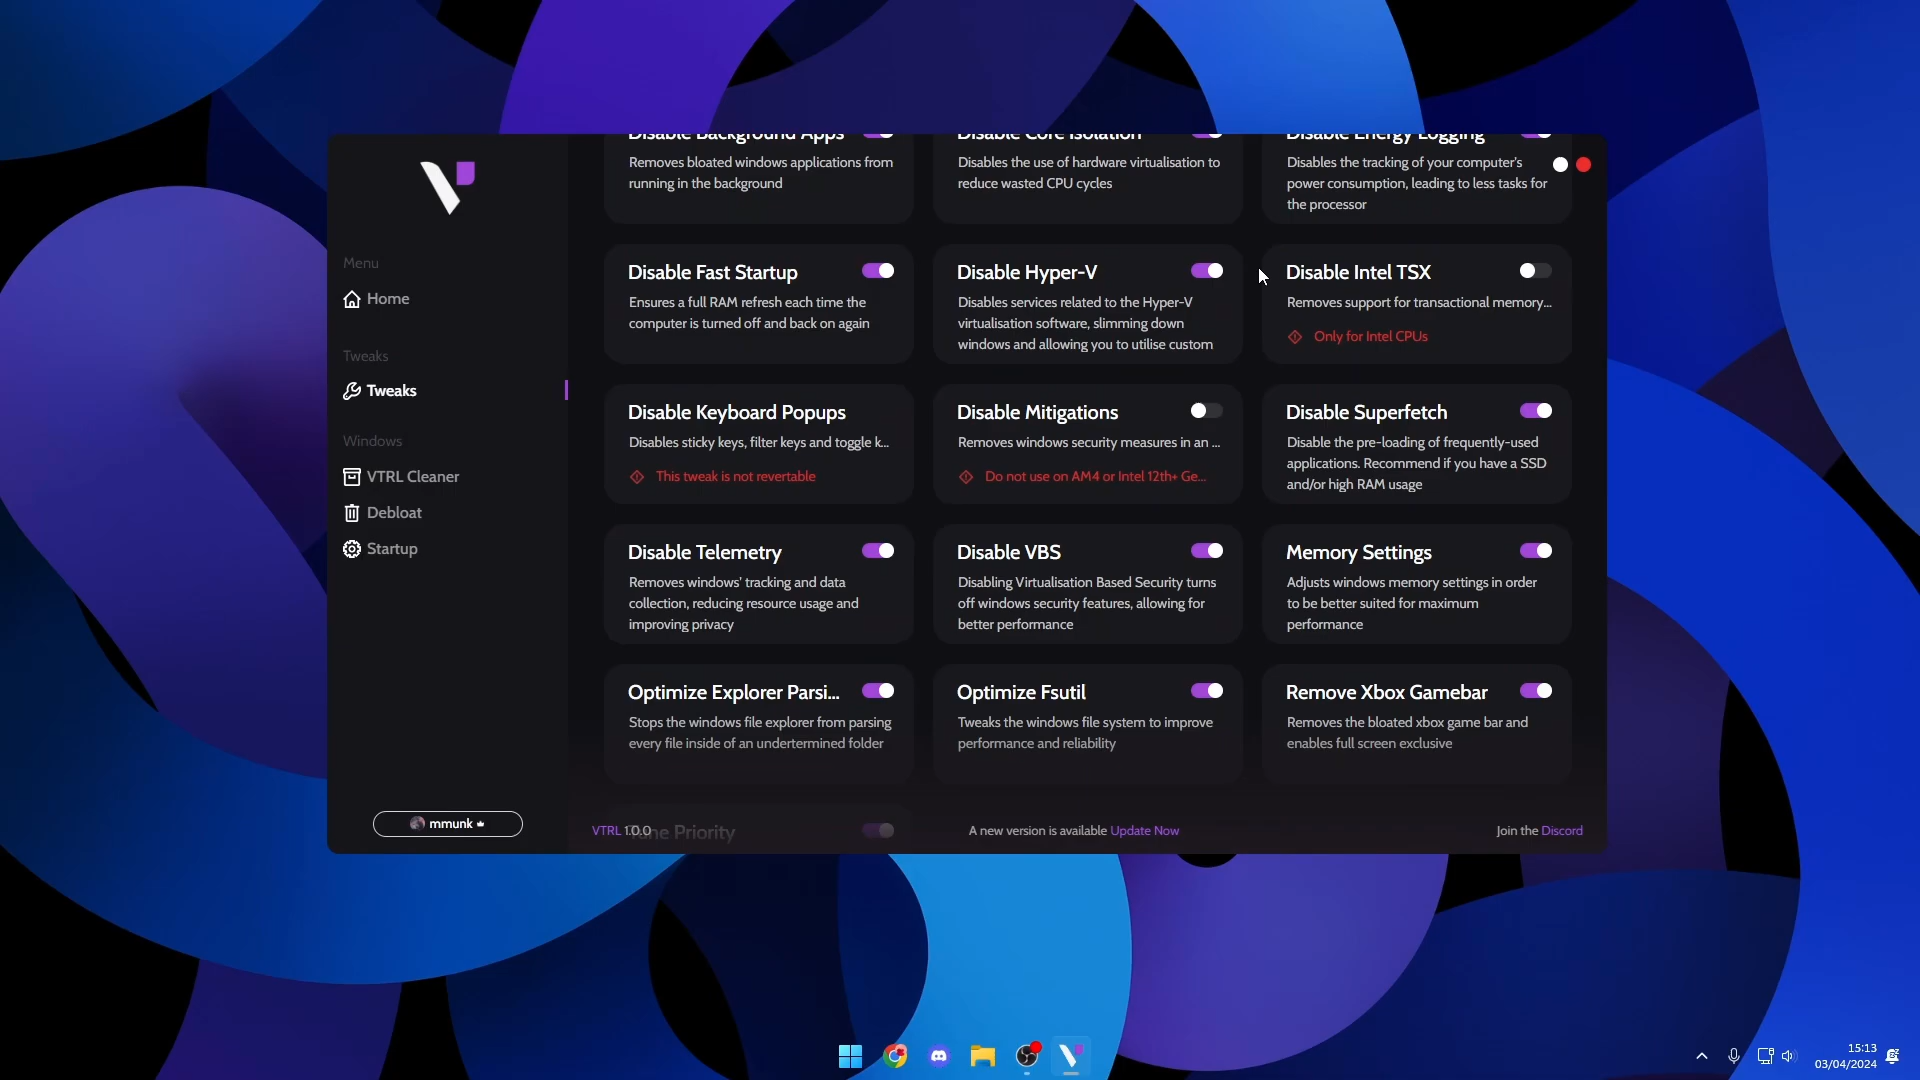 Disable Background Apps
Removes bloated windows applications from
running in the background
Disable Core Isolation
Disables the use of hardware virtualisation to
reduce wasted CPU cycles
Disable Energy Logging
Disables the tracking of your computer's
power consumption, leading to less tasks for
the processor
Menu
Home
Tweaks
Tweaks
Windows
VTRL Cleaner
Debloat
Startup
Disable Fast Startup
Ensures a full RAM refresh each time the
computer is turned off and back on again
Disable Hyper-V
Disables services related to the Hyper-V
virtualisation software, slimming down
windows and allowing you to utilise custom
Disable Intel TSX
Removes support for transactional memory...
Only for Intel CPUs
Disable Keyboard Popups
Disables sticky keys, filter keys and toggle k...
This tweak is not revertable
Disable Mitigations
Removes windows security measures in an ...
Do not use on AM4 or Intel 12th+ Ge...
Disable Superfetch
Disable the pre-loading of frequently-used
applications. Recommend if you have a SSD
and/or high RAM usage
Disable Telemetry
Removes windows' tracking and data
collection, reducing resource usage and
improving privacy
Disable VBS
Disabling Virtualisation Based Security turns
off windows security features, allowing for
better performance
Memory Settings
Adjusts windows memory settings in order
to be better suited for maximum
performance
Optimize Explorer Parsi...
Stops the windows file explorer from parsing
every file inside of an undertermined folder
Optimize Fsutil
Tweaks the windows file system to improve
performance and reliability
Remove Xbox Gamebar
Removes the bloated xbox game bar and
enables full screen exclusive
mmunk
VTRL 1.0.0
Tune Priority
A new version is available Update Now
Join the Discord
15:13
03/04/2024